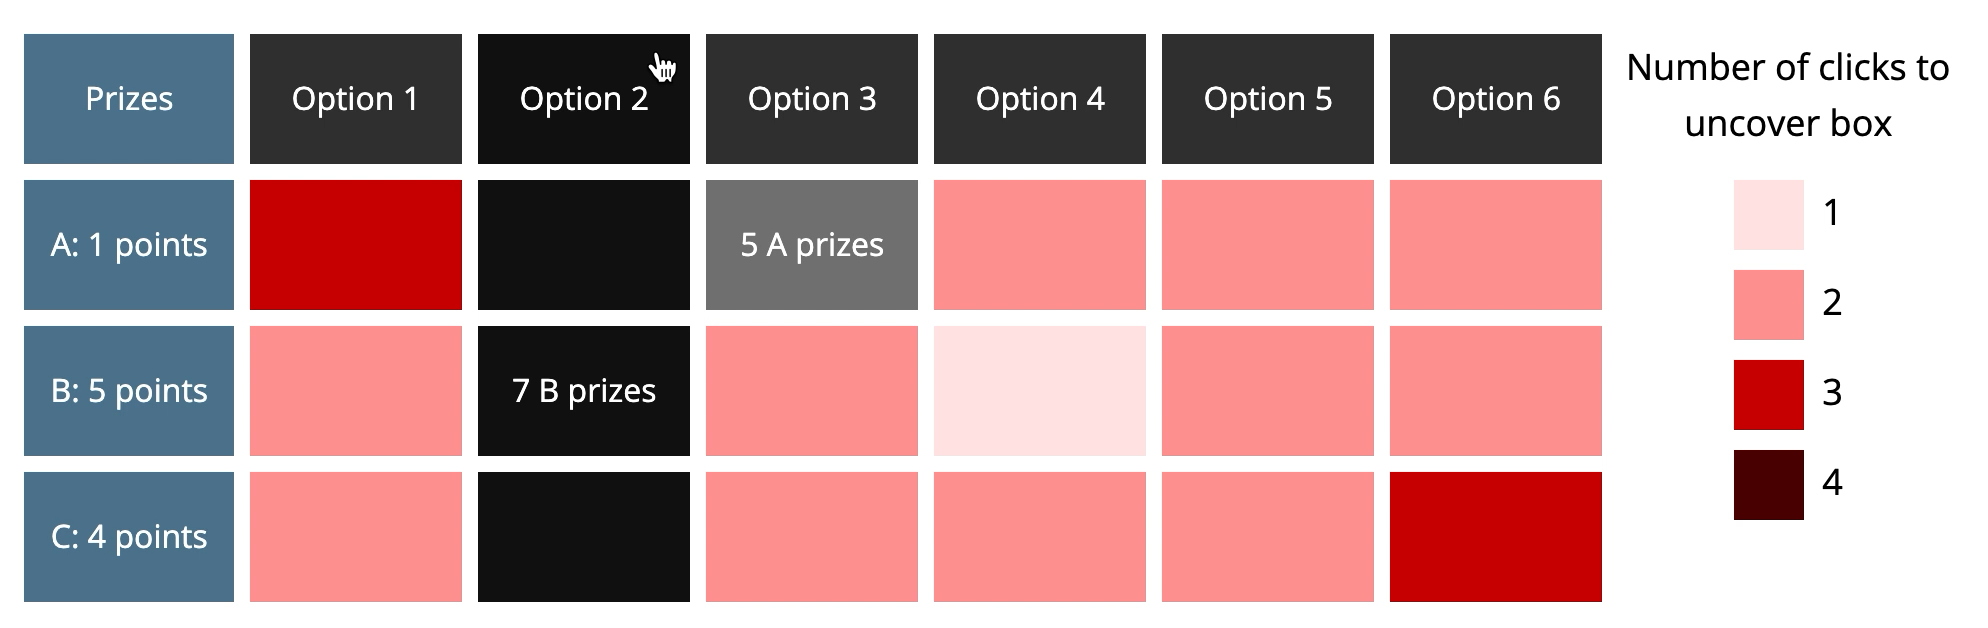 Prizes
Option 1
Option 2
Option 3
Option 4
Option 5
Option 6
Number of clicks to
uncover box
A: 1 points
5 A prizes
1
2
B: 5 points
7 B prizes
3
C: 4 points
4